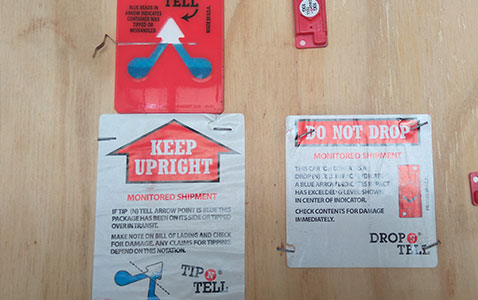 TELL
BLUE BEADS IN
ARROW INDICATES
CONTAINER WAS
TIPPED OR
MISHANDLED
MADE IN U.S.A.
KEEP
UPRIGHT
MONITORED SHIPMENT
IF TIP (N) TELL ARROW POINT IS BLUE THIS
PACKAGE HAS BEEN ON ITS SIDE OR TIPPED
OVER IN TRANSIT.
MAKE NOTE ON BILL OF LADING AND CHECK
FOR DAMAGE. ANY CLAIMS FOR TIPPING
DEPEND ON THIS NOTATION.
TIP
N
TELL
DO NOT DROP
MONITORED SHIPMENT
A BLUE ARROW INDICATES IMPACT
HAS EXCEEDED G LEVEL SHOWN
IN CENTER OF INDICATOR.
CHECK CONTENTS FOR DAMAGE
IMMEDIATELY.
DROP
N
TELL